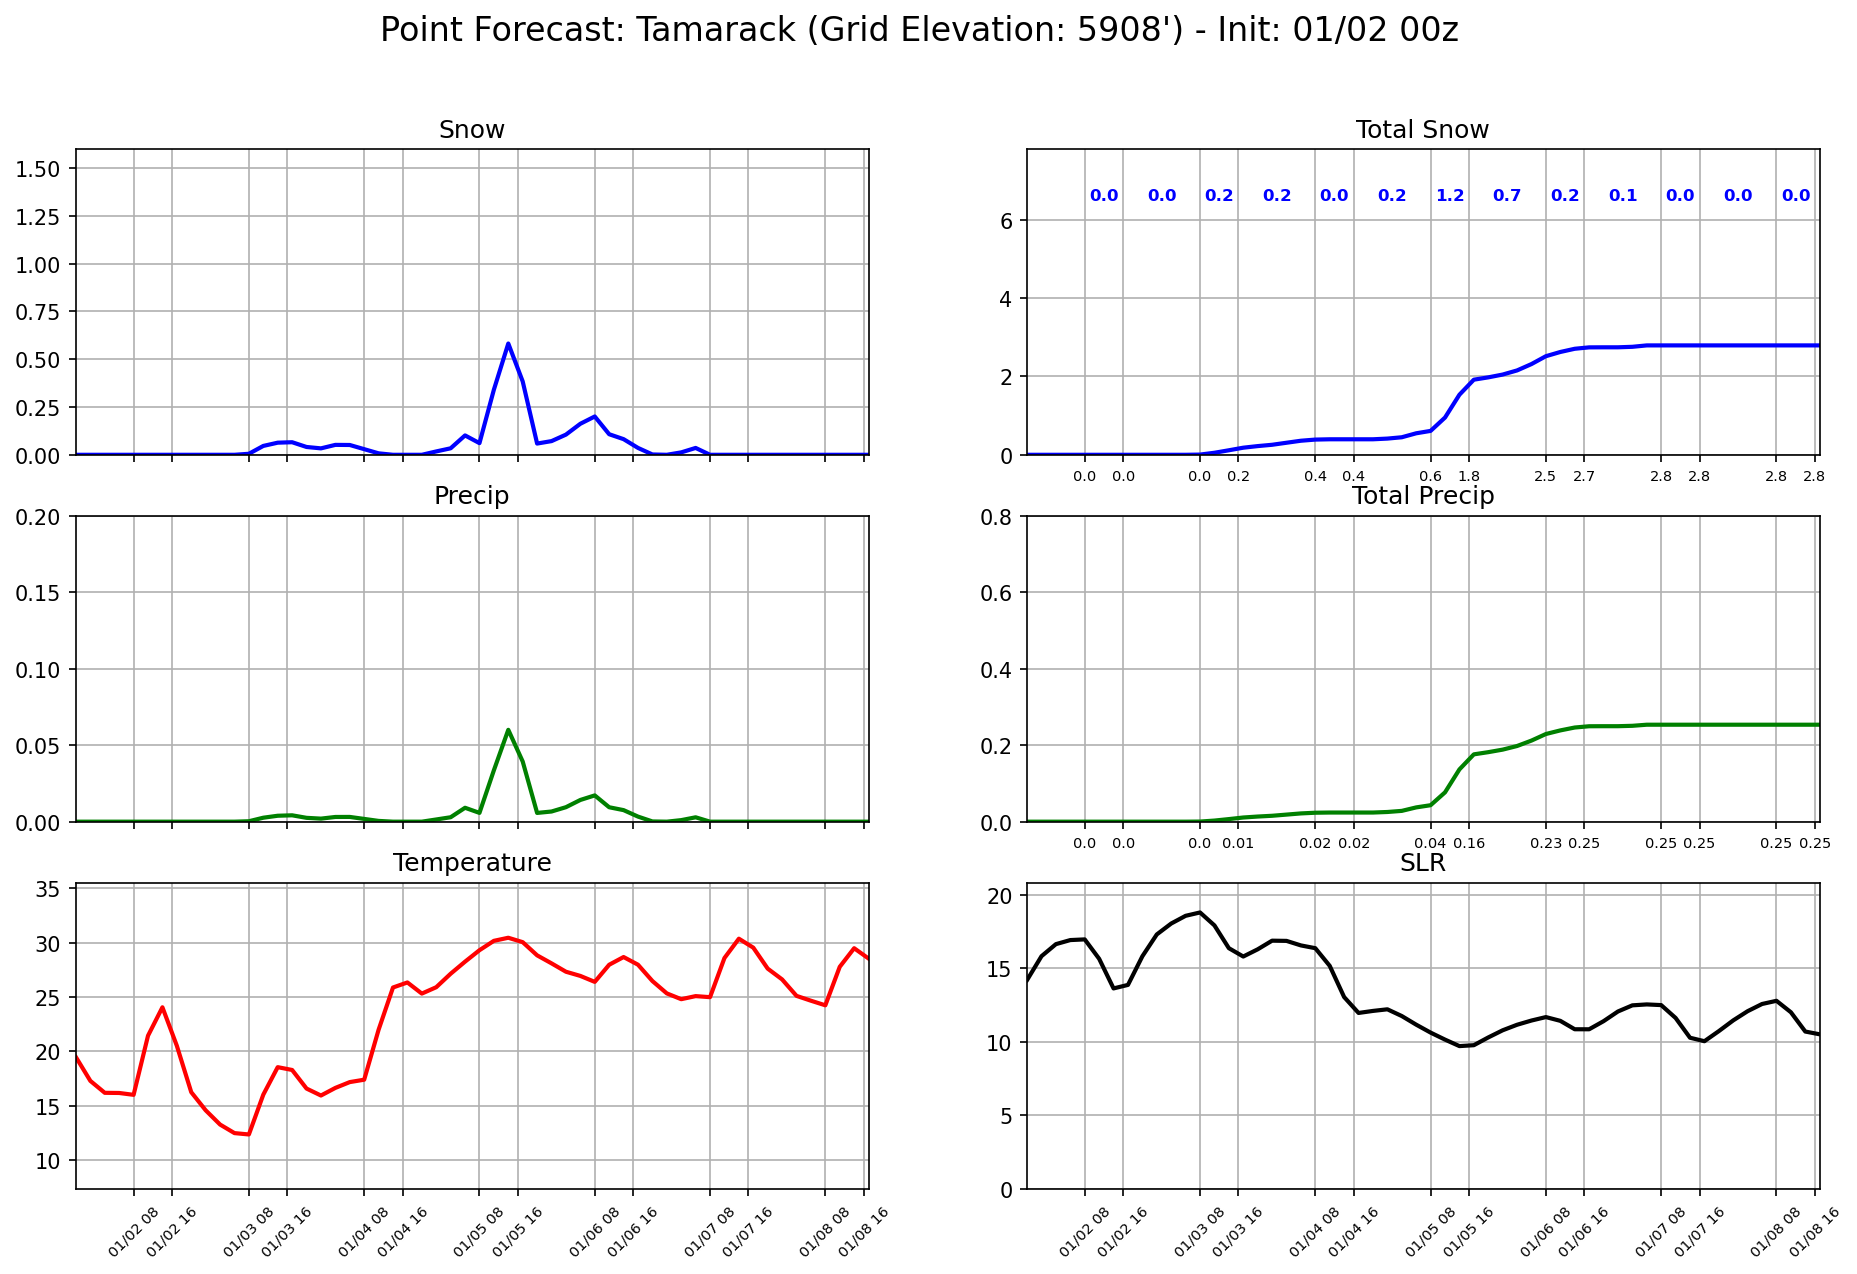 Point Forecast: Tamarack (Grid Elevation: 5908') - Init: 01/02 00z
Snow
1.50
1.25
1.00
0.75
0.50
0.25
0.00
Total Snow
0.0 0.0 0.2 0.2 0.0 0.2 1.2 0.7 0.2 0.1 0.0 0.0 0.0
6
4
2
0
0.0 0.0 0.0 0.2 0.4 0.4 0.6 1.8 2.5 2.7 2.8 2.8 2.8 2.8
Precip
0.20
0.15
0.10
0.05
0.00
Total Precip
0.8
0.6
0.4
0.2
0.0
0.0 0.0 0.0 0.01 0.02 0.02 0.04 0.16 0.23 0.25 0.25 0.25 0.25 0.25
Temperature
35
30
25
20
15
10
01/02 08 01/02 16 01/03 08 01/03 16 01/04 08 01/04 16 01/05 08 01/05 16 01/06 08 01/06 16 01/07 08 01/07 16 01/08 08 01/08 16
SLR
20
15
10
5
0
01/02 08 01/02 16 01/03 08 01/03 16 01/04 08 01/04 16 01/05 08 01/05 16 01/06 08 01/06 16 01/07 08 01/07 16 01/08 08 01/08 16